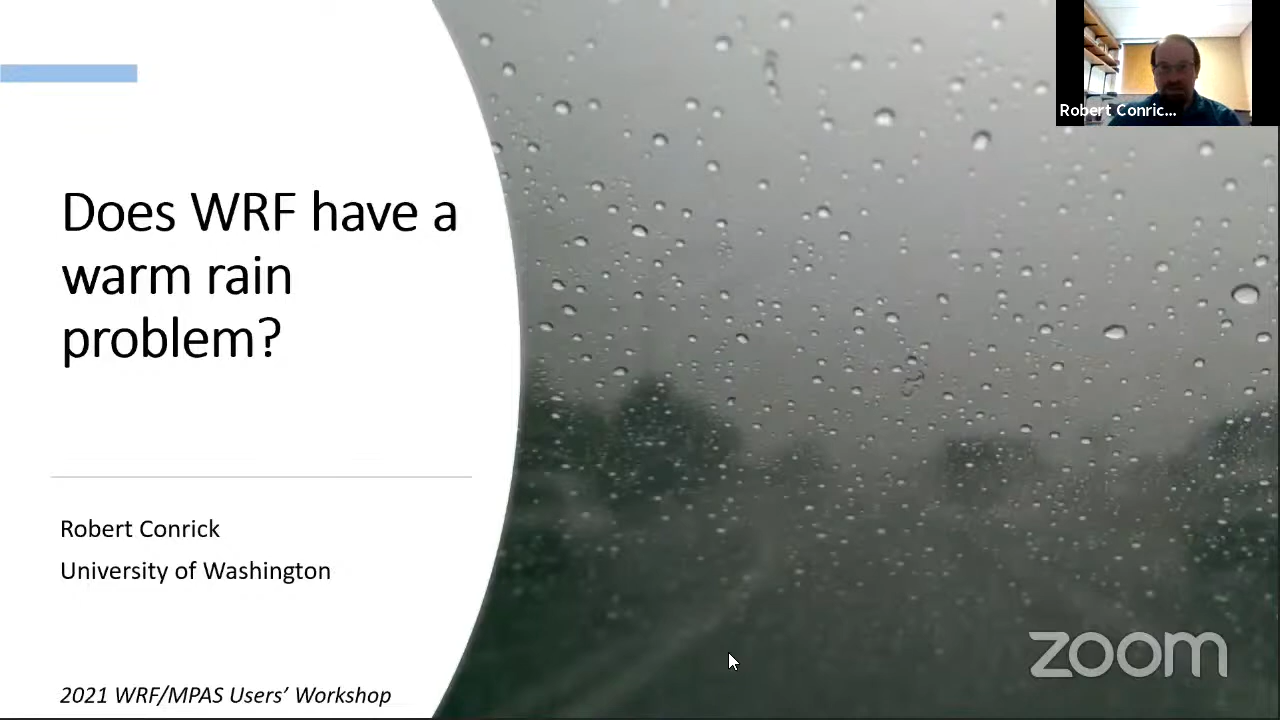 Does WRF have a
warm rain
problem?
Robert Conrick
University of Washington
2021 WRF/MPAS Users’ Workshop
Robert Conric...
zoom